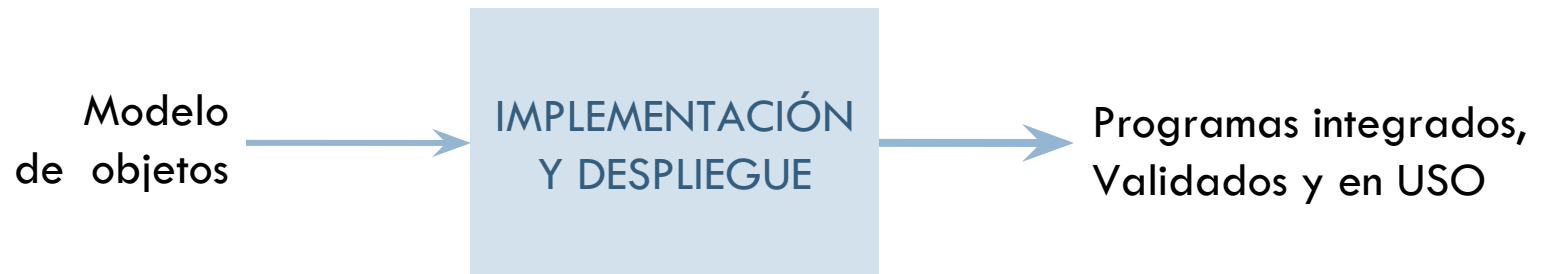 Modelo
de objetos
IMPLEMENTACIÓN
Y DESPLIEGUE
Programas integrados,
Validados y en USO